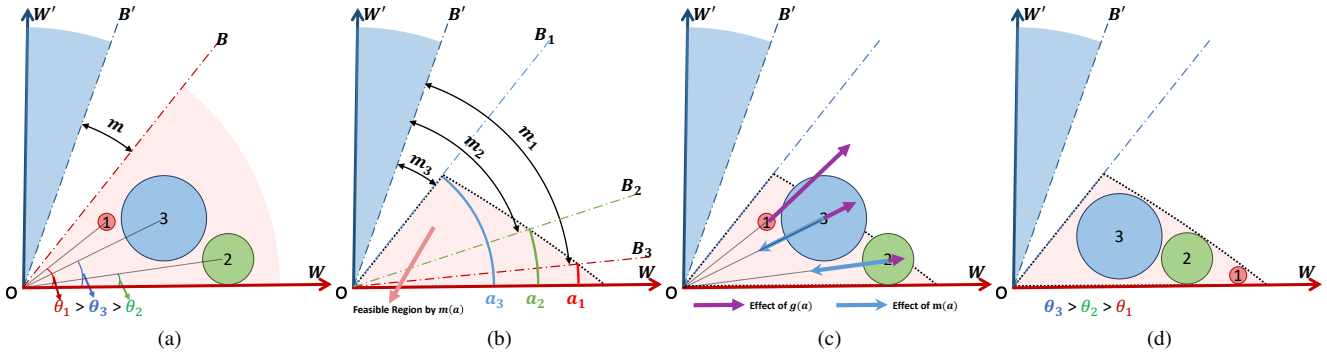 W′
B′
B
m
1
3
2
O
W
θ₁ > θ₃ > θ₂
(a)
W′
B′
B₁
m₁
m₂
m₃
B₂
B₃
O
W
a₃
a₂
a₁
Feasible Region by m(a)
(b)
W′
B′
1
3
2
O
W
Effect of g(a)
Effect of m(a)
(c)
W′
B′
3
2
1
O
W
θ₃ > θ₂ > θ₁
(d)